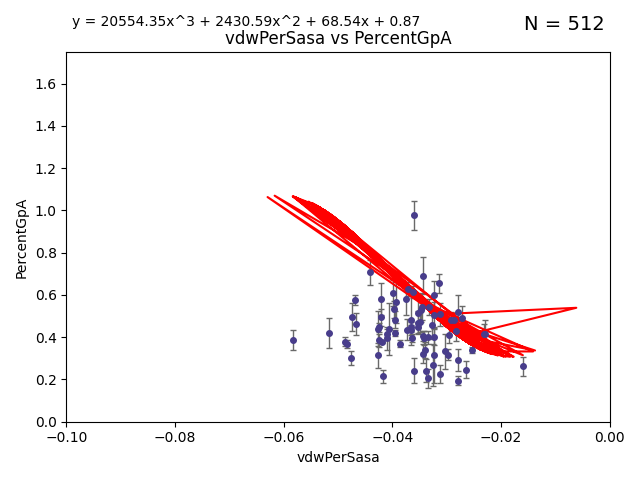 y = 20554.35x^3 + 2430.59x^2 + 68.54x + 0.87
N = 512
vdwPerSasa vs PercentGpA
1.6
1.4
1.2
1.0
0.8
0.6
0.4
0.2
0.0
PercentGpA
−0.10 −0.08 −0.06 −0.04 −0.02 0.00
vdwPerSasa